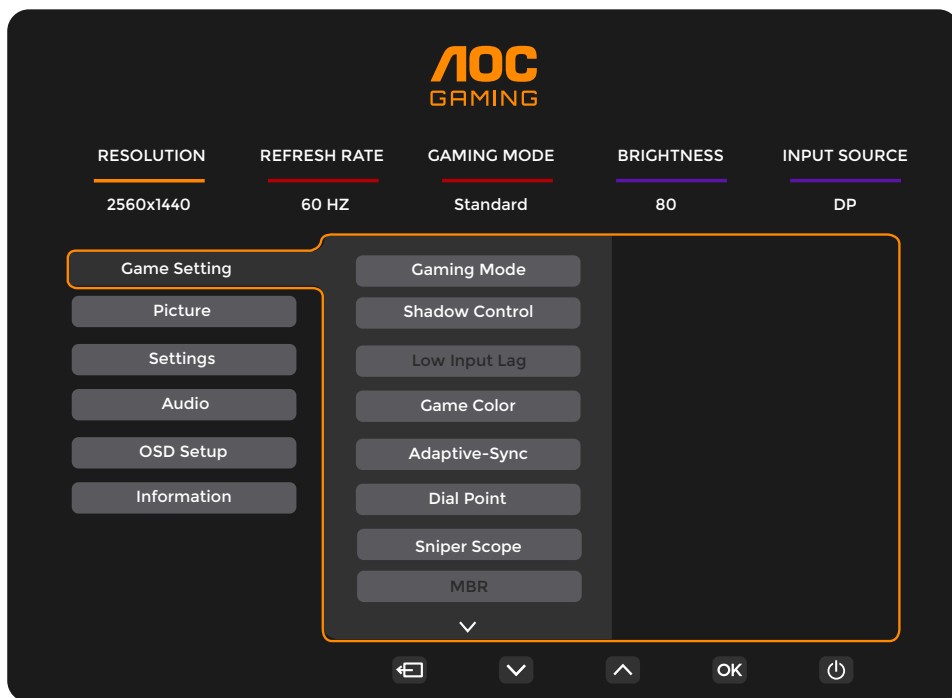 AOC
GAMING
RESOLUTION REFRESH RATE GAMING MODE BRIGHTNESS INPUT SOURCE
2560x1440 60 HZ Standard 80 DP
Game Setting
Picture
Settings
Audio
OSD Setup
Information
Gaming Mode
Shadow Control
Low Input Lag
Game Color
Adaptive-Sync
Dial Point
Sniper Scope
MBR
OK